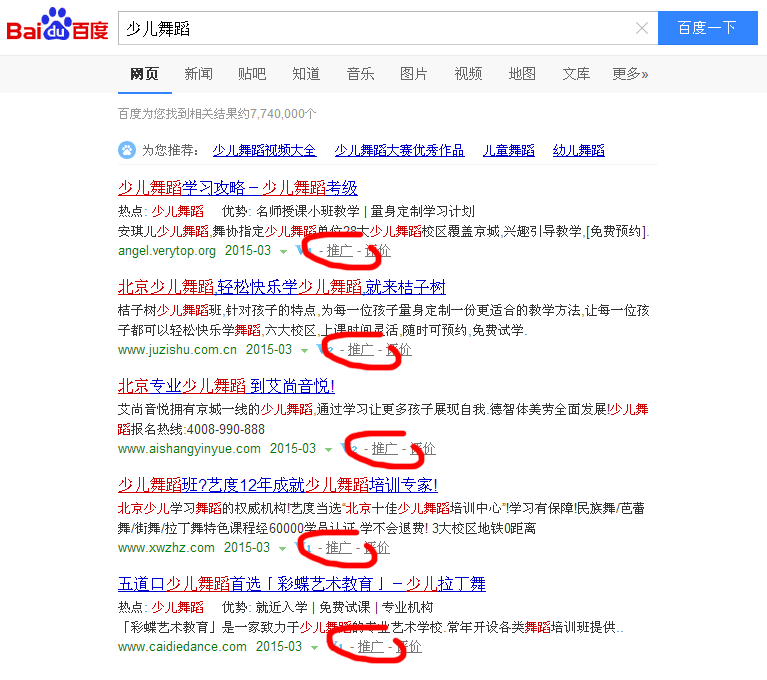 Bai du 百度
少儿舞蹈
百度一下
网页 新闻 贴吧 知道 音乐 图片 视频 地图 文库 更多»
百度为您找到相关结果约7,740,000个
为您推荐: 少儿舞蹈视频大全 少儿舞蹈大赛优秀作品 儿童舞蹈 幼儿舞蹈
少儿舞蹈学习攻略－少儿舞蹈考级
热点: 少儿舞蹈 优势: 名师授课小班教学 | 量身定制学习计划
安琪儿少儿舞蹈,舞协指定少儿舞蹈单位28大少儿舞蹈校区覆盖京城,兴趣引导教学,[免费预约].
angel.verytop.org 2015-03 - 推广 - 评价
北京少儿舞蹈,轻松快乐学少儿舞蹈,就来桔子树
桔子树少儿舞蹈班,针对孩子的特点,为每一位孩子量身定制一份更适合的教学方法,让每一位孩
子都可以轻松快乐学舞蹈,六大校区,上课时间灵活,随时可预约,免费试学.
www.juzishu.com.cn 2015-03 - 推广 - 评价
北京专业少儿舞蹈 到艾尚音悦!
艾尚音悦拥有京城一线的少儿舞蹈,通过学习让更多孩子展现自我.德智体美劳全面发展!少儿舞
蹈报名热线:4008-990-888
www.aishangyinyue.com 2015-03 - 推广 - 评价
少儿舞蹈班?艺度12年成就少儿舞蹈培训专家!
北京少儿学习舞蹈的权威机构!艺度当选“北京十佳少儿舞蹈培训中心”!学习有保障!民族舞/芭蕾
舞/街舞/拉丁舞特色课程经60000学员认证,学不会退费! 3大校区地铁0距离
www.xwzhz.com 2015-03 - 推广 - 评价
五道口少儿舞蹈首选「彩蝶艺术教育」－少儿拉丁舞
热点: 少儿舞蹈 优势: 就近入学 | 免费试课 | 专业机构
「彩蝶艺术教育」是一家致力于少儿舞蹈的专业艺术学校.常年开设各类舞蹈培训班提供..
www.caidiedance.com 2015-03 - 推广 - 评价